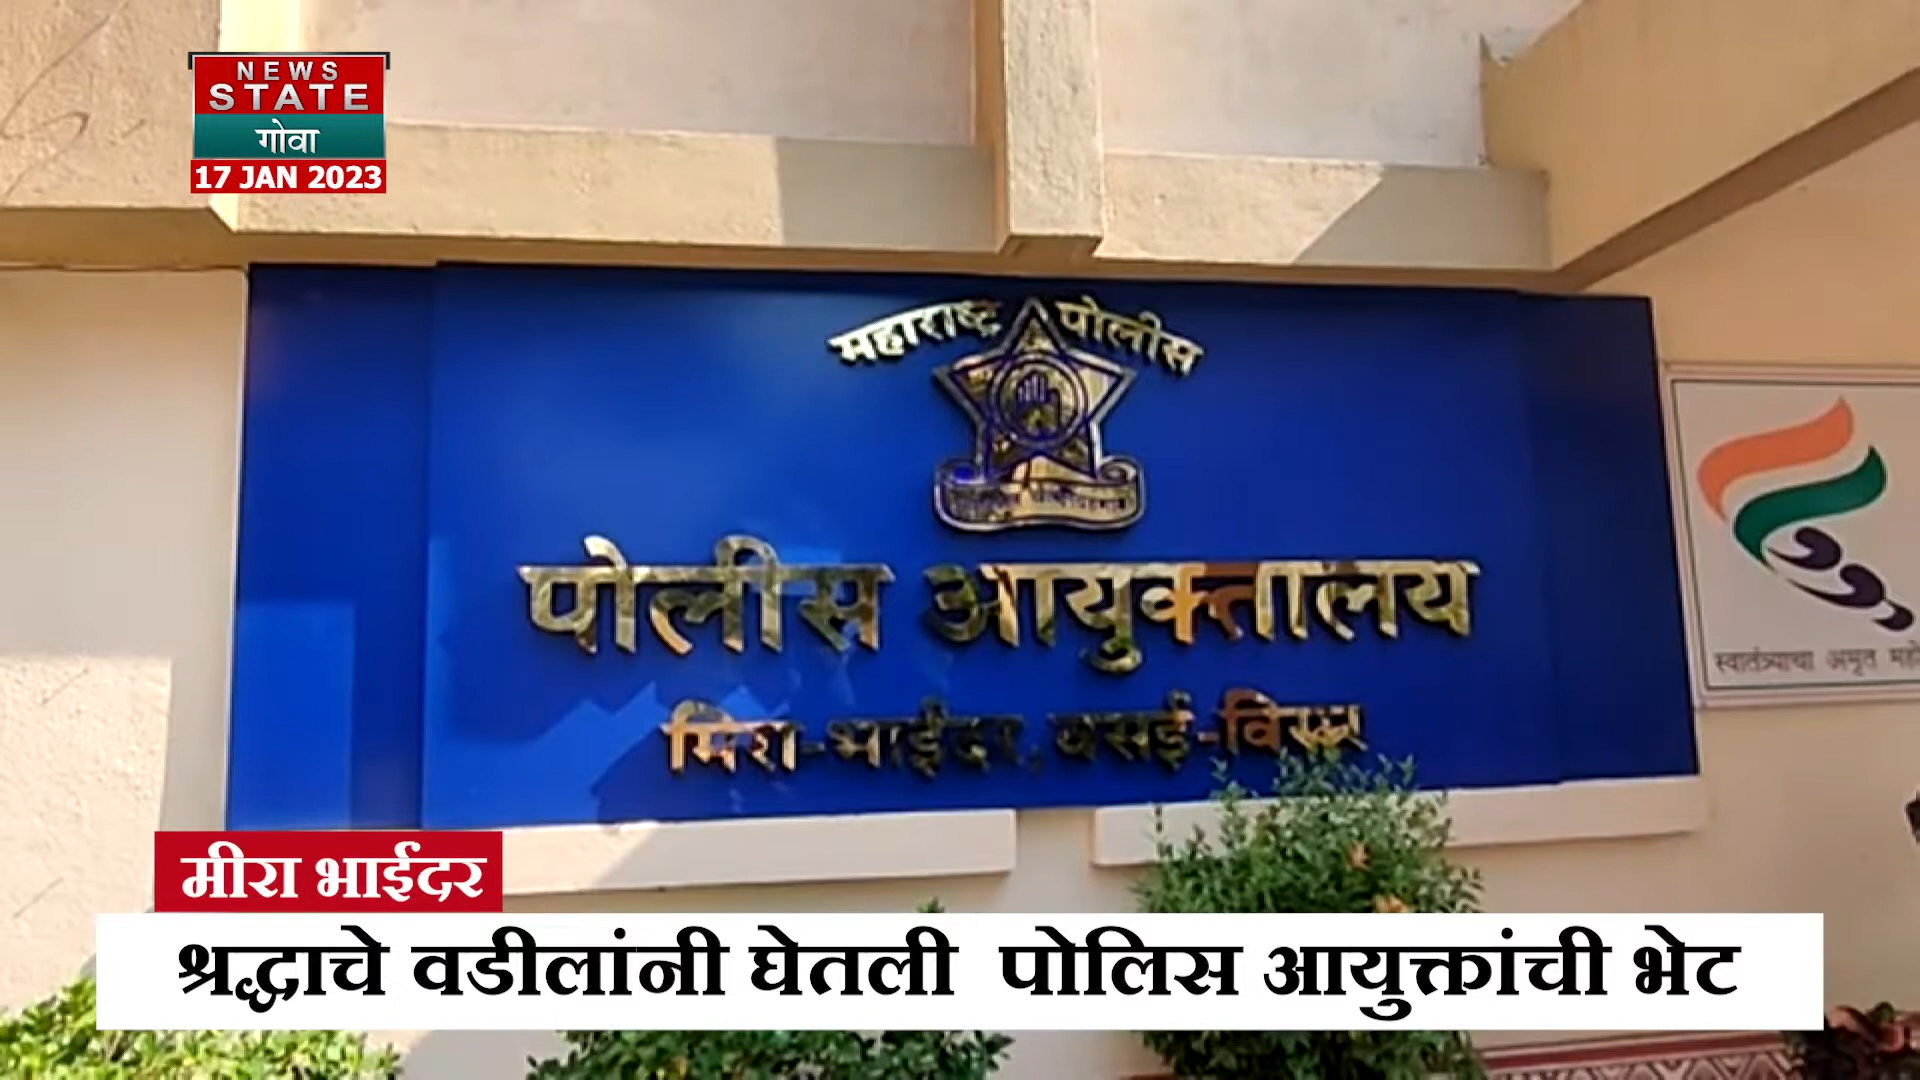 NEWS
STATE
गोवा
17 JAN 2023
महाराष्ट्र पोलीस
पोलीस आयुक्तालय
मिरा-भाईंदर, वसई-विरार
स्वातंत्र्याचा अमृत
मीरा भाईंदर
श्रद्धाचे वडीलांनी घेतली पोलिस आयुक्तांची भेट